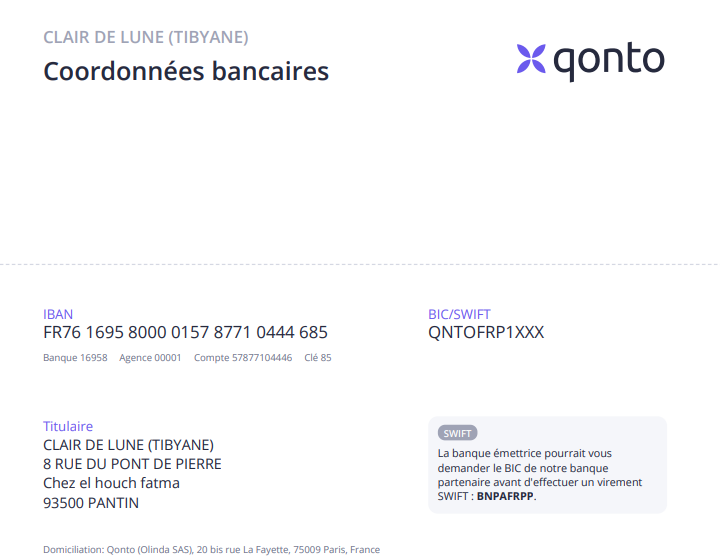 CLAIR DE LUNE (TIBYANE)
Coordonnées bancaires
qonto
IBAN
FR76 1695 8000 0157 8771 0444 685
Banque 16958 Agence 00001 Compte 57877104446 Clé 85
BIC/SWIFT
QNTOFRP1XXX
Titulaire
CLAIR DE LUNE (TIBYANE)
8 RUE DU PONT DE PIERRE
Chez el houch fatma
93500 PANTIN
SWIFT
La banque émettrice pourrait vous
demander le BIC de notre banque
partenaire avant d'effectuer un virement
SWIFT : BNPAFRPP.
Domiciliation: Qonto (Olinda SAS), 20 bis rue La Fayette, 75009 Paris, France